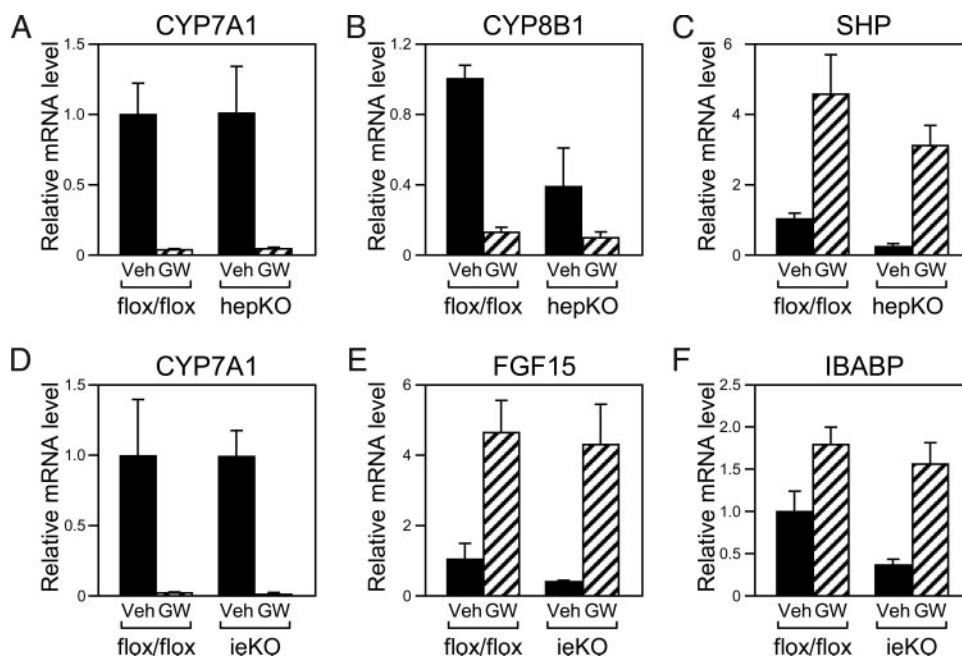 A
CYP7A1
Relative mRNA level
1.5
1.0
0.5
0
Veh GW Veh GW
flox/flox hepKO
B
CYP8B1
Relative mRNA level
1.2
0.8
0.4
0
Veh GW Veh GW
flox/flox hepKO
C
SHP
Relative mRNA level
6
4
2
0
Veh GW Veh GW
flox/flox hepKO
D
CYP7A1
Relative mRNA level
1.5
1.0
0.5
0
Veh GW Veh GW
flox/flox ieKO
E
FGF15
Relative mRNA level
6
4
2
0
Veh GW Veh GW
flox/flox ieKO
F
IBABP
Relative mRNA level
2.5
2.0
1.5
1.0
0.5
0
Veh GW Veh GW
flox/flox ieKO